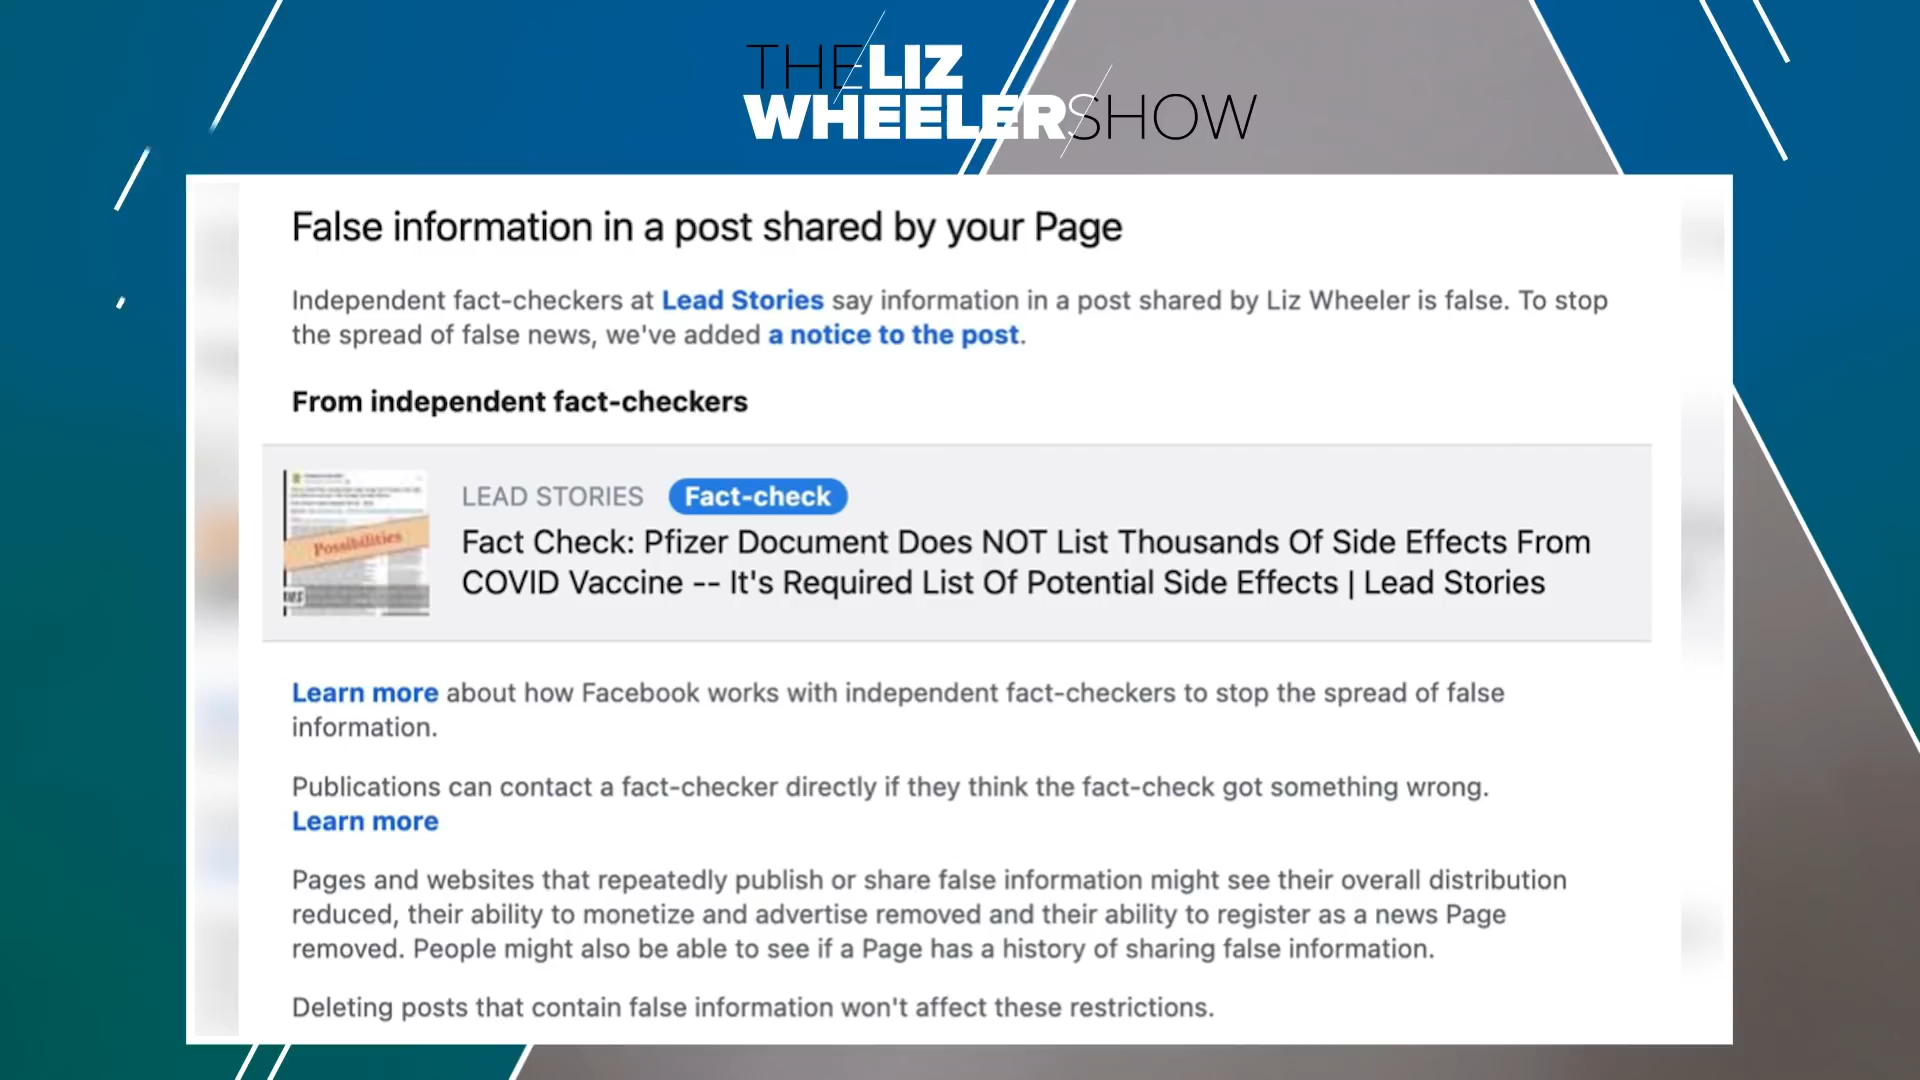 THE LIZ
WHEELER SHOW
False information in a post shared by your Page
Independent fact-checkers at Lead Stories say information in a post shared by Liz Wheeler is false. To stop
the spread of false news, we've added a notice to the post.
From independent fact-checkers
Possibilities
LEAD STORIES Fact-check
Fact Check: Pfizer Document Does NOT List Thousands Of Side Effects From
COVID Vaccine -- It's Required List Of Potential Side Effects | Lead Stories
Learn more about how Facebook works with independent fact-checkers to stop the spread of false
information.
Publications can contact a fact-checker directly if they think the fact-check got something wrong.
Learn more
Pages and websites that repeatedly publish or share false information might see their overall distribution
reduced, their ability to monetize and advertise removed and their ability to register as a news Page
removed. People might also be able to see if a Page has a history of sharing false information.
Deleting posts that contain false information won't affect these restrictions.